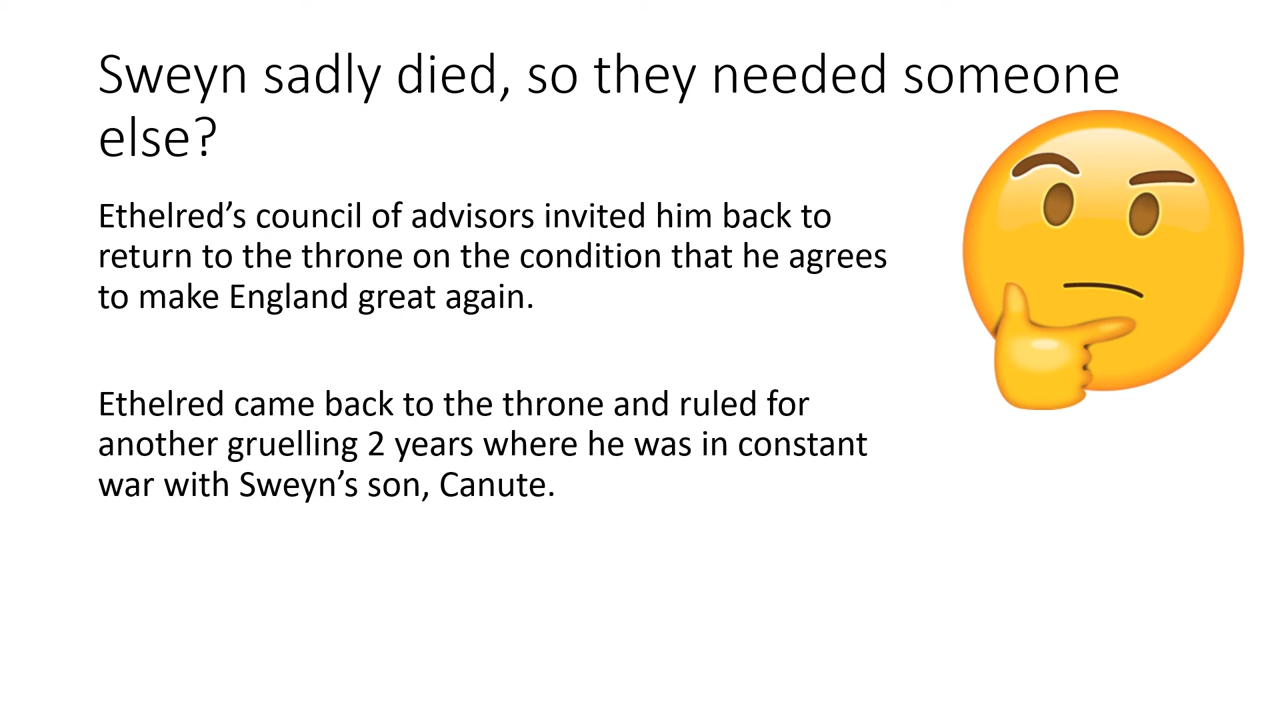 Sweyn sadly died, so they needed someone
else?
Ethelred’s council of advisors invited him back to
return to the throne on the condition that he agrees
to make England great again.
Ethelred came back to the throne and ruled for
another gruelling 2 years where he was in constant
war with Sweyn’s son, Canute.